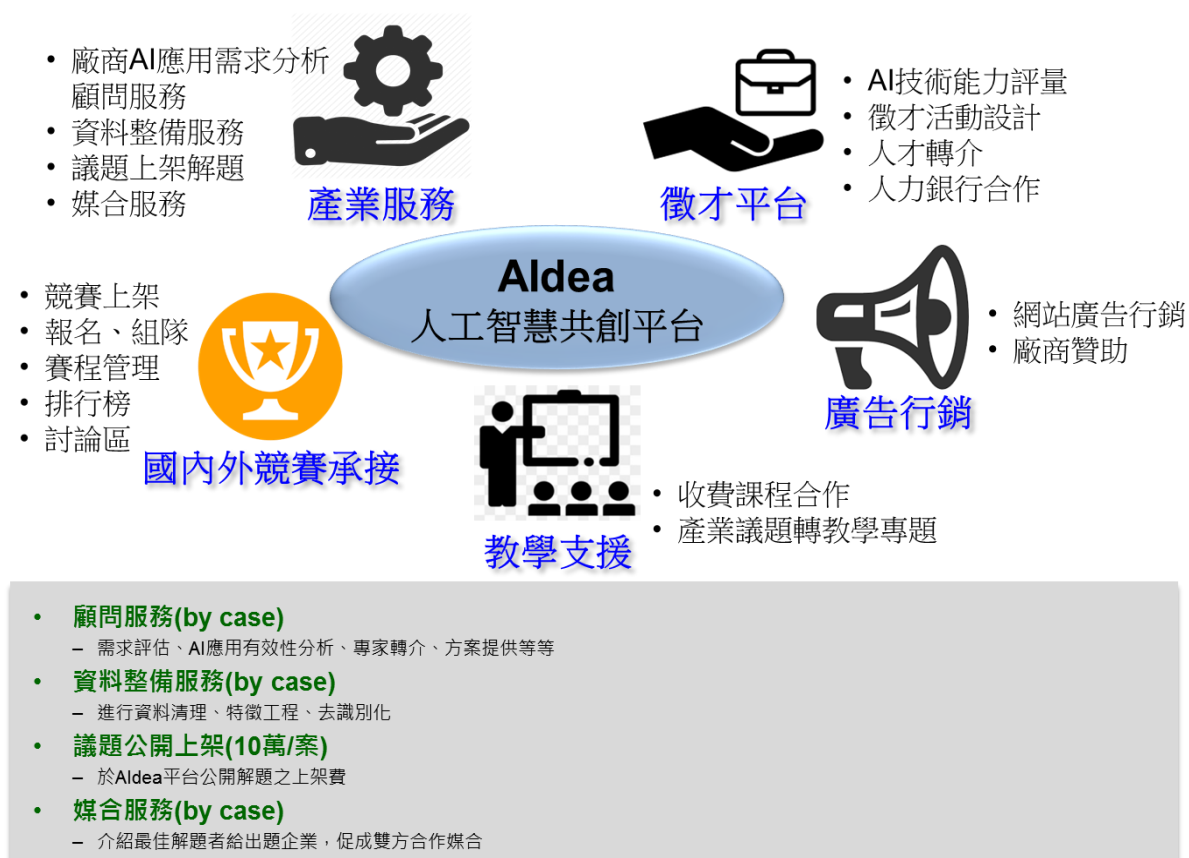 • 廠商AI應用需求分析
顧問服務
• 資料整備服務
• 議題上架解題
• 媒合服務
產業服務
• AI技術能力評量
• 徵才活動設計
• 人才轉介
• 人力銀行合作
徵才平台
AIdea
人工智慧共創平台
• 競賽上架
• 報名、組隊
• 賽程管理
• 排行榜
• 討論區
國內外競賽承接
• 網站廣告行銷
• 廠商贊助
廣告行銷
• 收費課程合作
• 產業議題轉教學專題
教學支援
• 顧問服務(by case)
– 需求評估、AI應用有效性分析、專家轉介、方案提供等等
• 資料整備服務(by case)
– 進行資料清理、特徵工程、去識別化
• 議題公開上架(10萬/案)
– 於AIdea平台公開解題之上架費
• 媒合服務(by case)
– 介紹最佳解題者給出題企業，促成雙方合作媒合